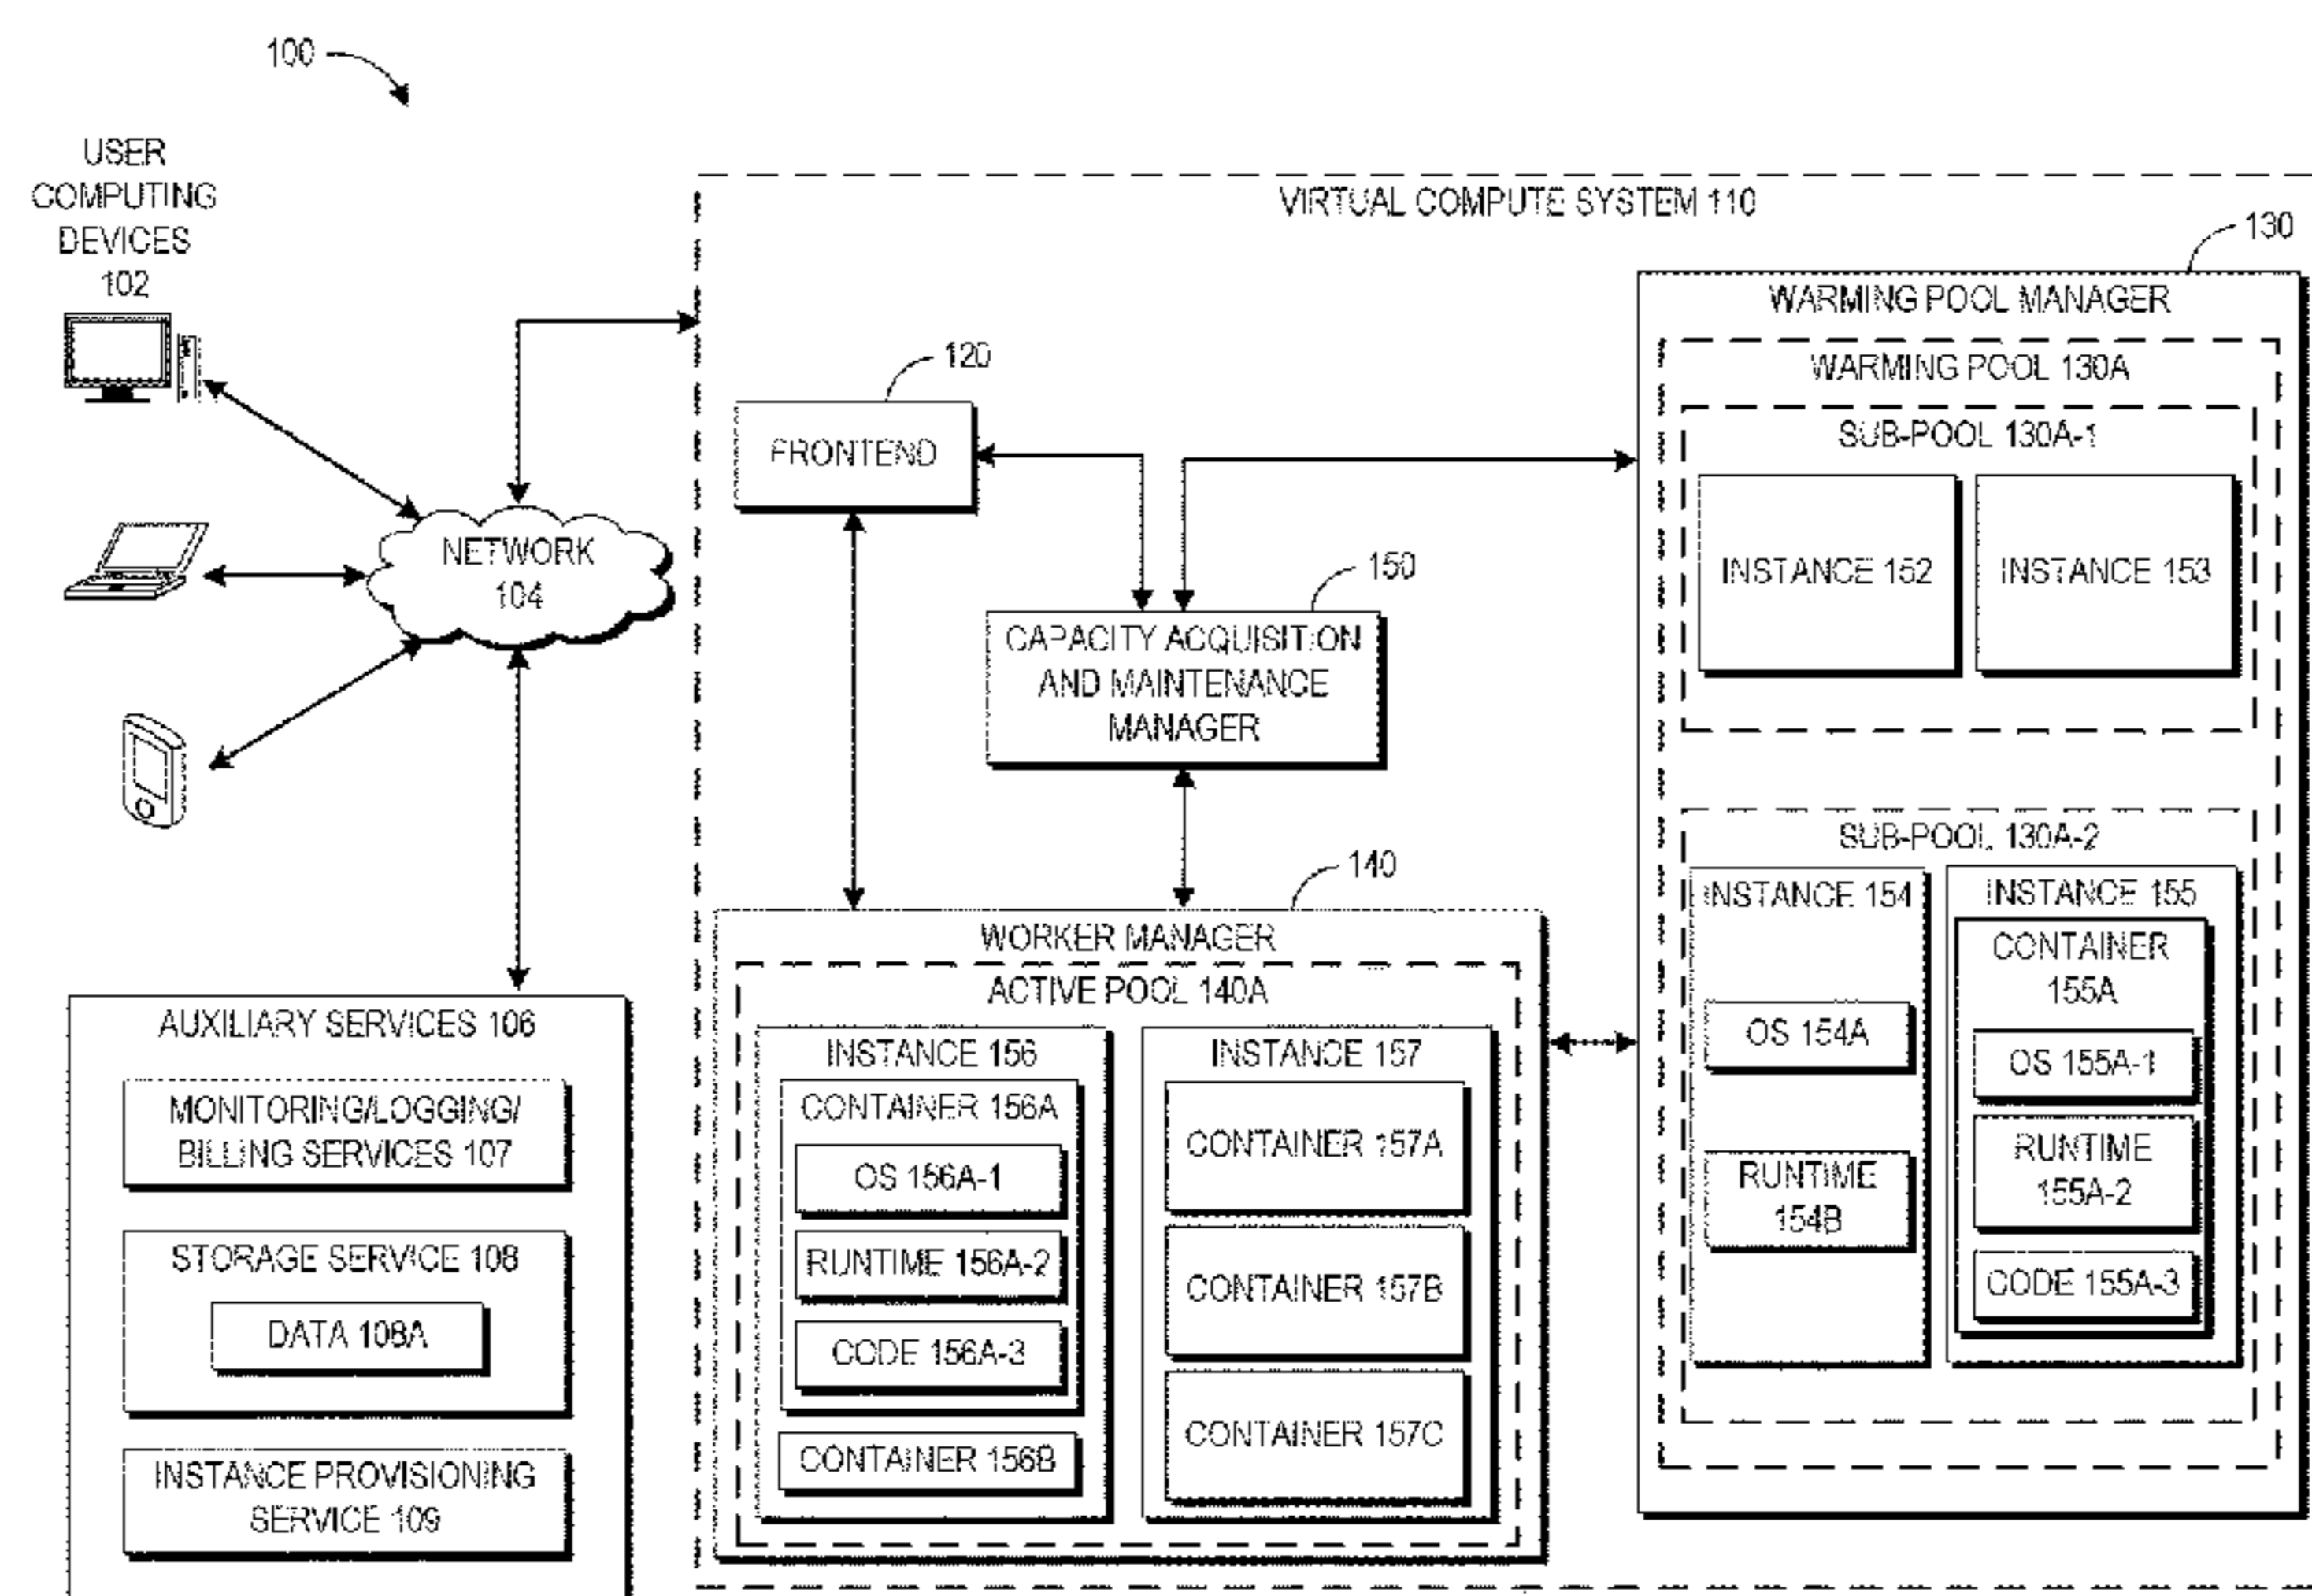 100
USER
COMPUTING
DEVICES
102
NETWORK
104
AUXILIARY SERVICES 106
MONITORING/LOGGING/
BILLING SERVICES 107
STORAGE SERVICE 108
DATA 108A
INSTANCE PROVISIONING
SERVICE 109
VIRTUAL COMPUTE SYSTEM 110
120
FRONTEND
150
CAPACITY ACQUISITION
AND MAINTENANCE
MANAGER
140
WORKER MANAGER
ACTIVE POOL 140A
INSTANCE 156
CONTAINER 156A
OS 156A-1
RUNTIME 156A-2
CODE 156A-3
CONTAINER 156B
INSTANCE 157
CONTAINER 157A
CONTAINER 157B
CONTAINER 157C
130
WARMING POOL MANAGER
WARMING POOL 130A
SUB-POOL 130A-1
INSTANCE 152
INSTANCE 153
SUB-POOL 130A-2
INSTANCE 154
OS 154A
RUNTIME
154B
INSTANCE 155
CONTAINER
155A
OS 155A-1
RUNTIME
155A-2
CODE 155A-3